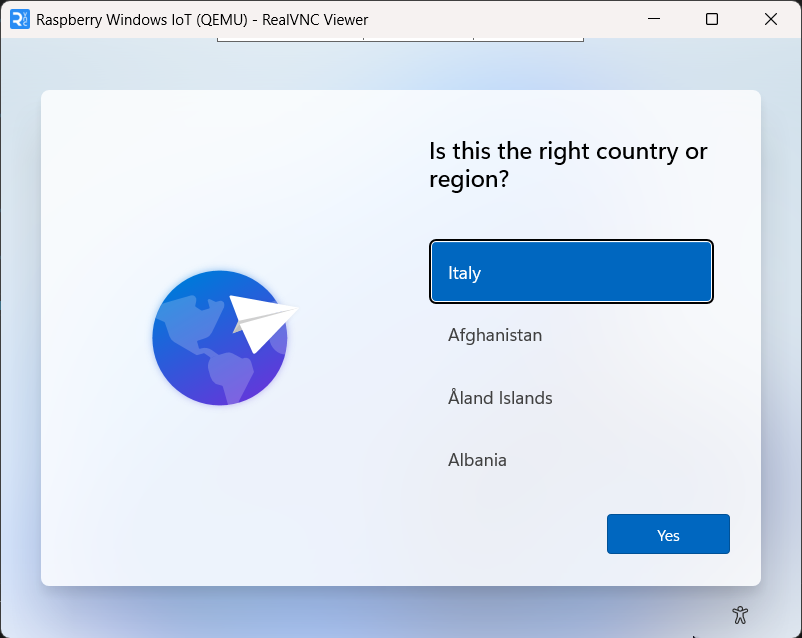 Raspberry Windows IoT (QEMU) - RealVNC Viewer
Is this the right country or
region?
Italy
Afghanistan
Åland Islands
Albania
Yes